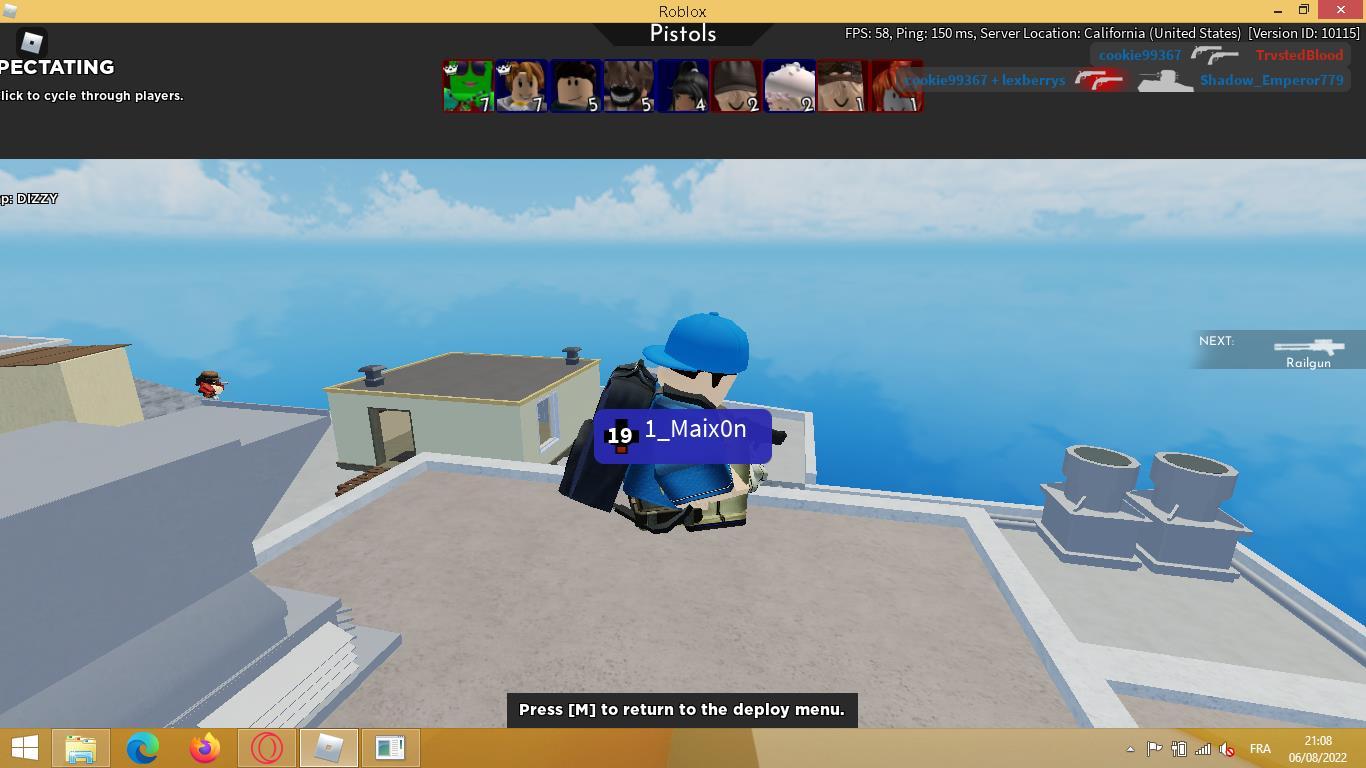 Roblox
Pistols
FPS: 58, Ping: 150 ms, Server Location: California (United States) [Version ID: 10115]
PECTATING
cookie99367 TrvstedBlood
lick to cycle through players.
cookie99367 + lexberrys Shadow_Emperor779
7 7 5 5 4 2 2 1 1
p: DIZZY
NEXT:
Railgun
19 1_Maix0n
Press [M] to return to the deploy menu.
FRA
21:08
06/08/2022